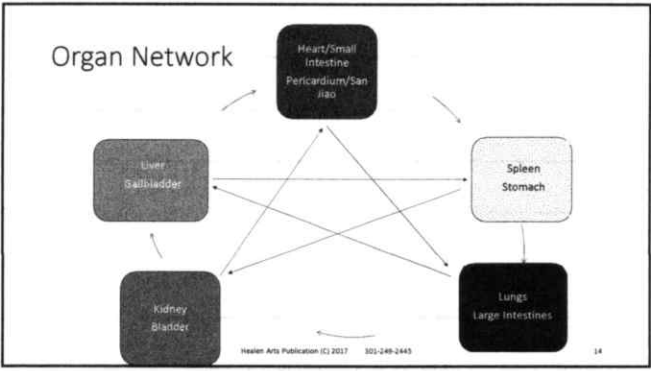 Organ Network
Heart/Small
Intestine
Pericardium/San
Jiao
Liver
Gallbladder
Spleen
Stomach
Kidney
Bladder
Lungs
Large Intestines
Healen Arts Publication (C) 2017 301-249-2445
14